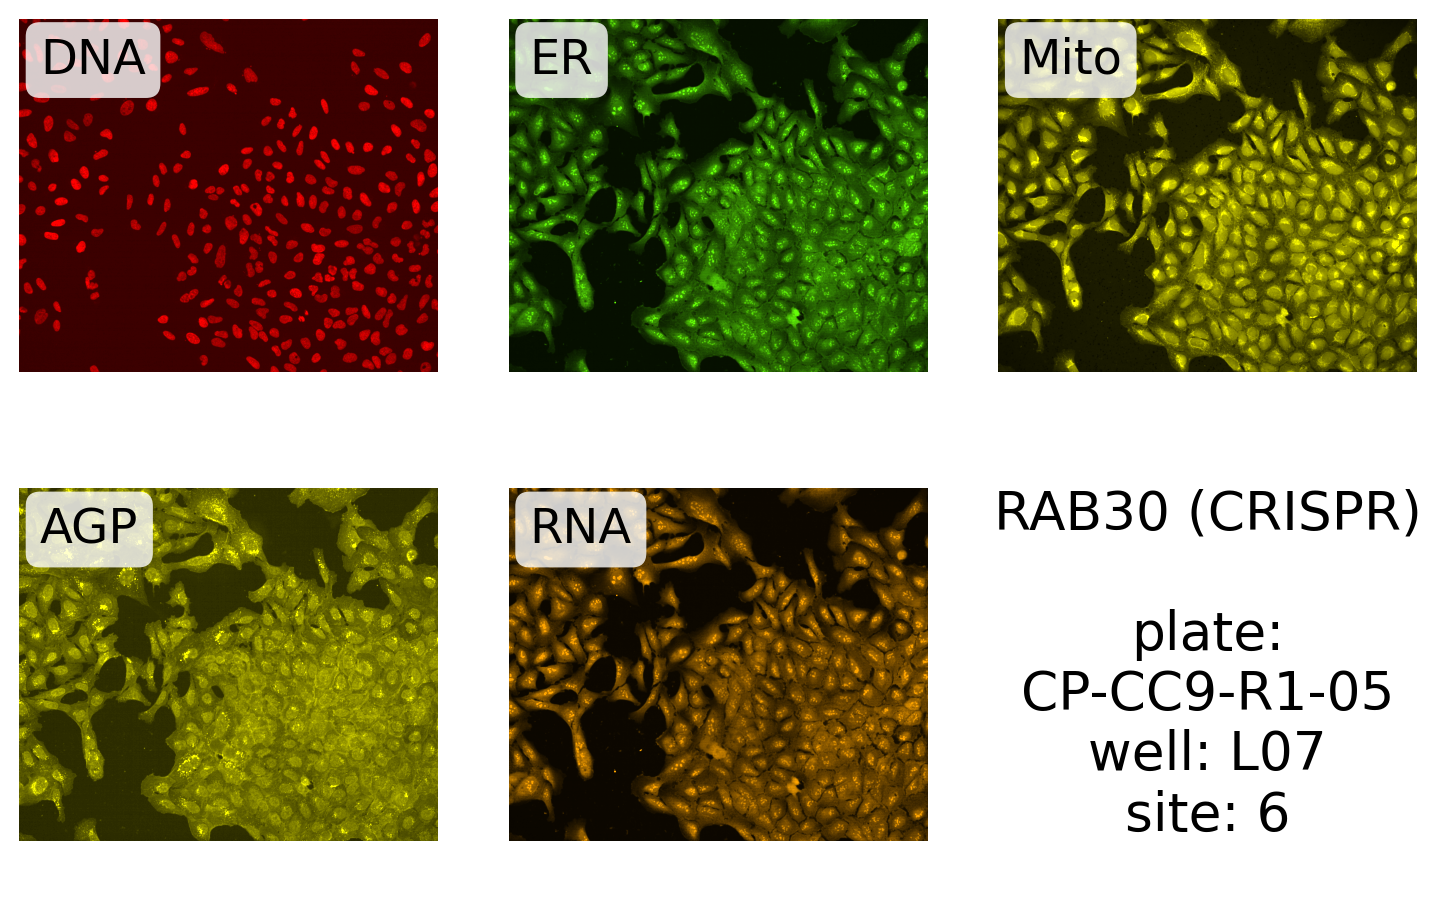 DNA
ER
Mito
AGP
RNA
RAB30 (CRISPR)
plate:
CP-CC9-R1-05
well: L07
site: 6